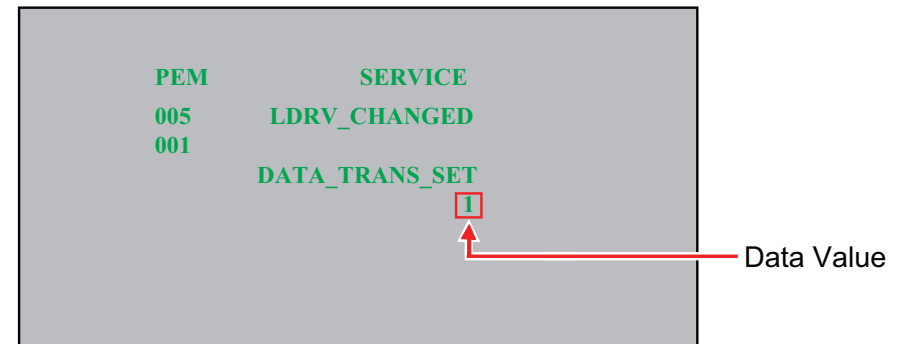 PEM SERVICE
005 LDRV_CHANGED
001
DATA_TRANS_SET
1
Data Value